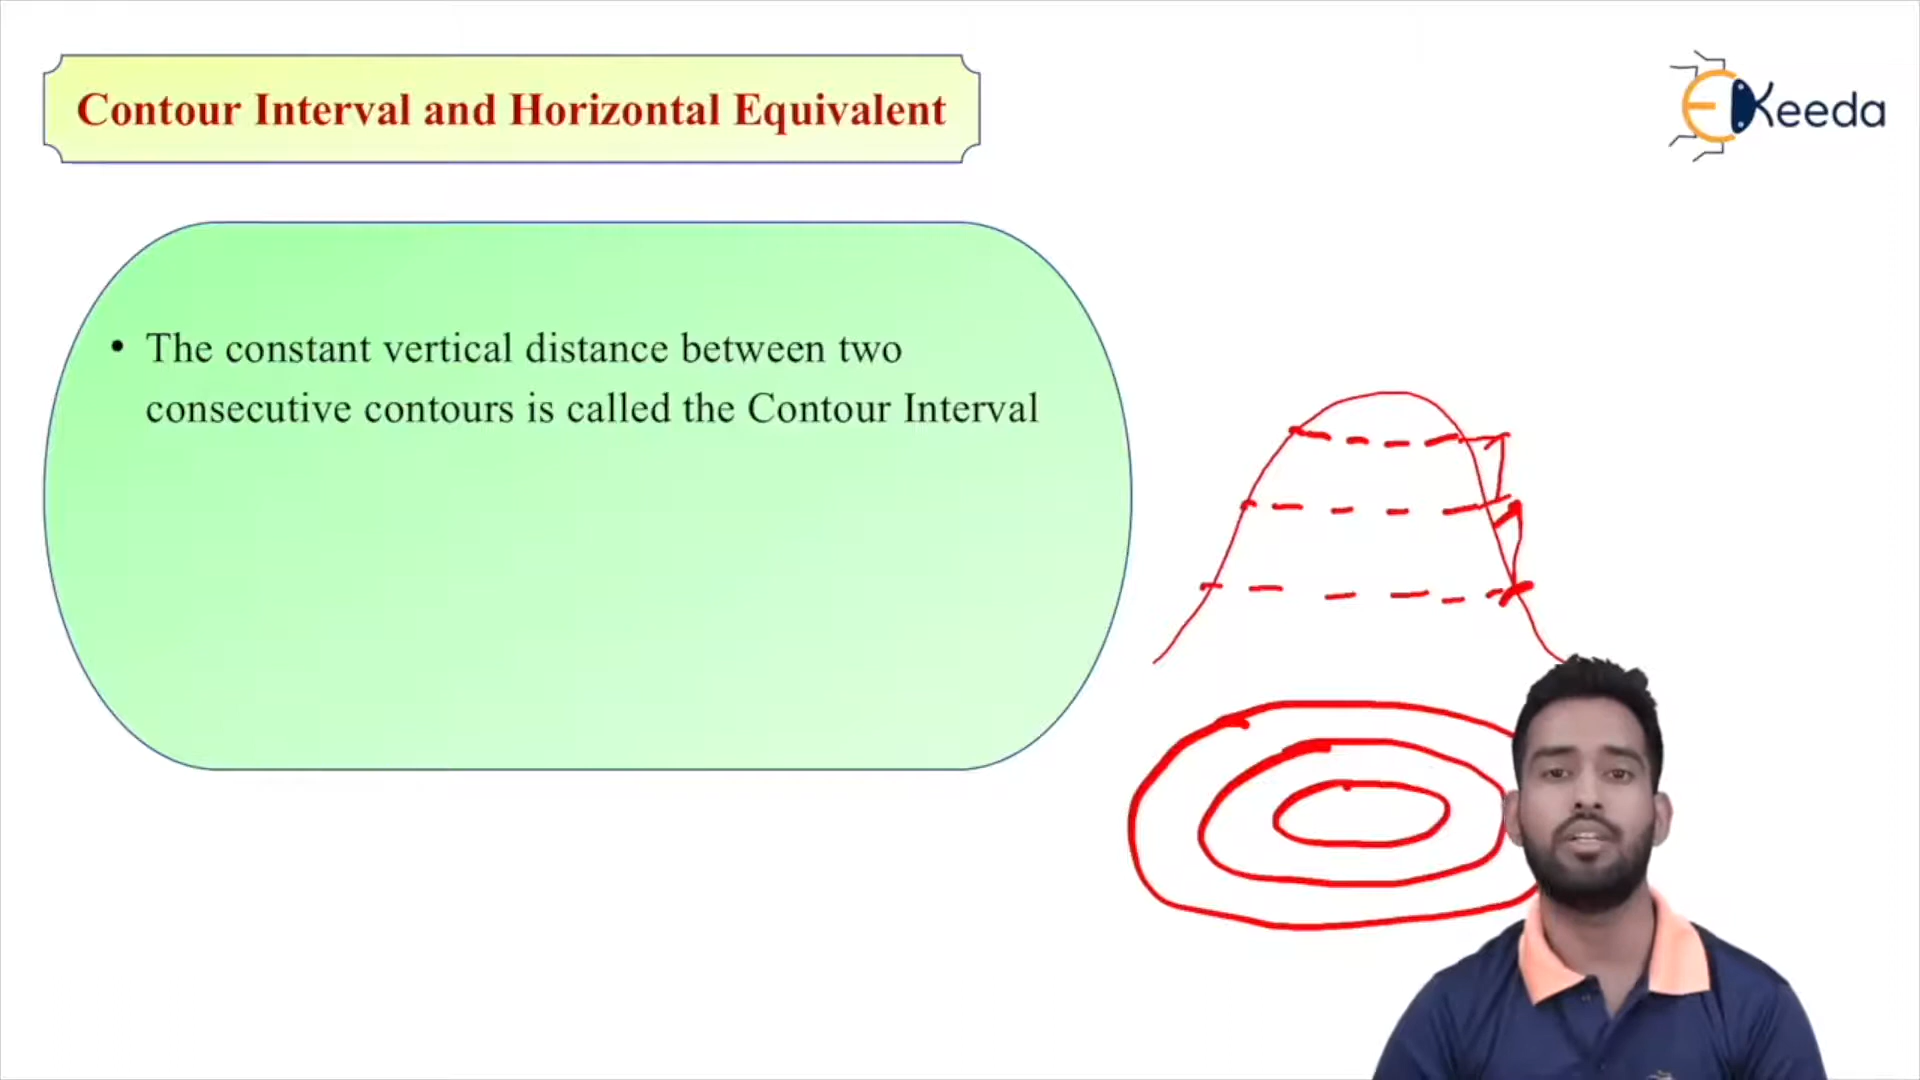 Contour Interval and Horizontal Equivalent
EKeeda
• The constant vertical distance between two
consecutive contours is called the Contour Interval